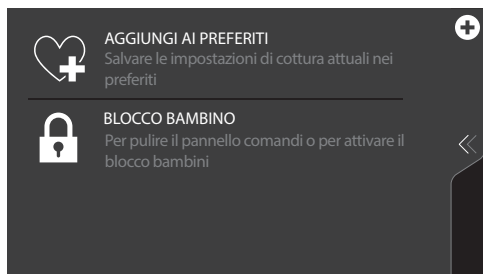 AGGIUNGI AI PREFERITI
Salvare le impostazioni di cottura attuali nei
preferiti
BLOCCO BAMBINO
Per pulire il pannello comandi o per attivare il
blocco bambini